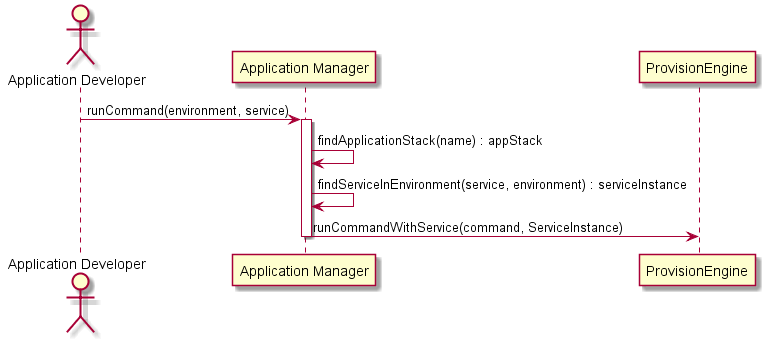 Application Developer
Application Manager
ProvisionEngine
runCommand(environment, service)
findApplicationStack(name) : appStack
findServiceInEnvironment(service, environment) : serviceInstance
runCommandWithService(command, ServiceInstance)
Application Developer
Application Manager
ProvisionEngine